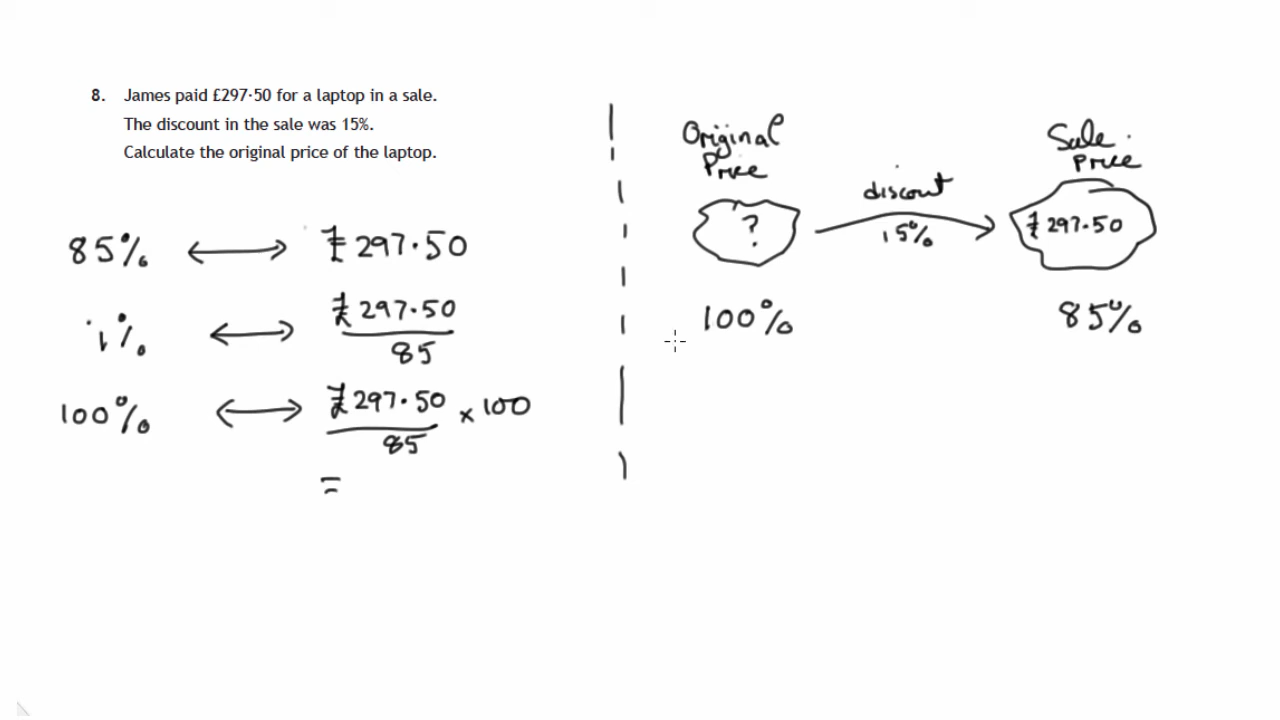 8. James paid £297·50 for a laptop in a sale.
The discount in the sale was 15%.
Calculate the original price of the laptop.
85% ⟷ £297.50
1% ⟷ £297.50
85
100% ⟷ £297.50 × 100
85
=
Original
Price
?
discount
15%
Sale
Price
£297.50
100%
85%